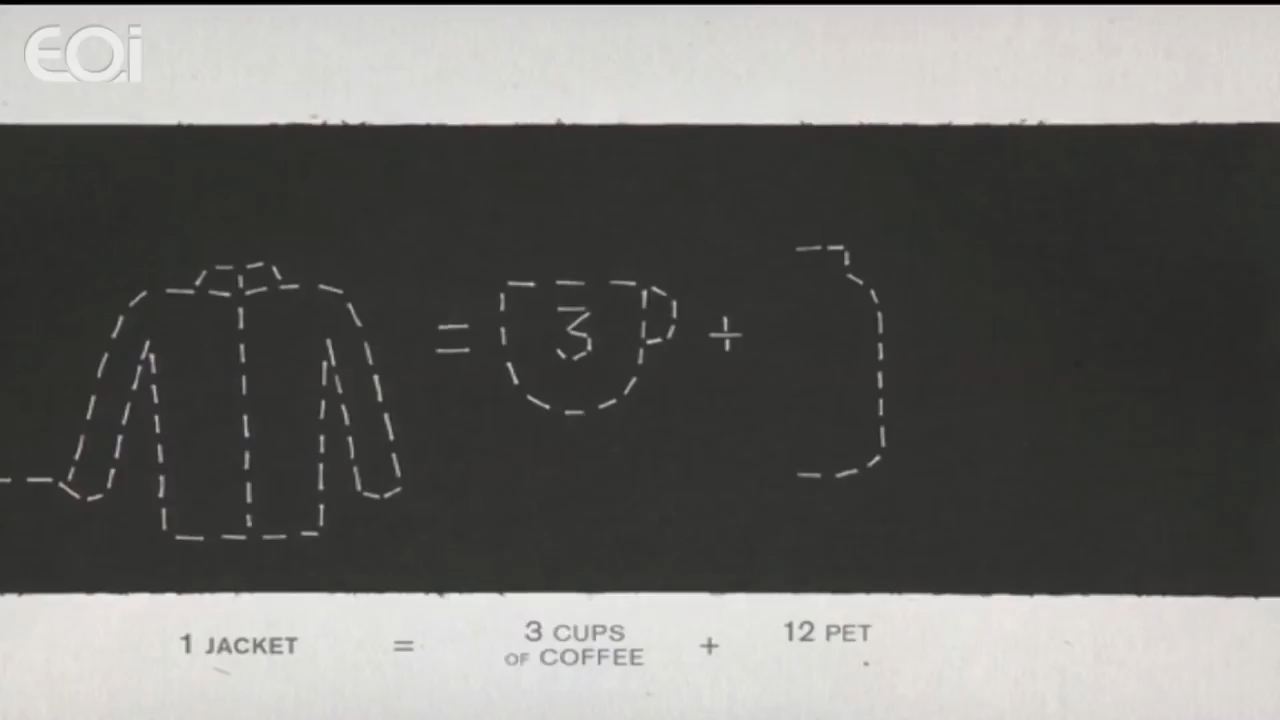 EOi
= 3 +
1 JACKET = 3 CUPS OF COFFEE + 12 PET